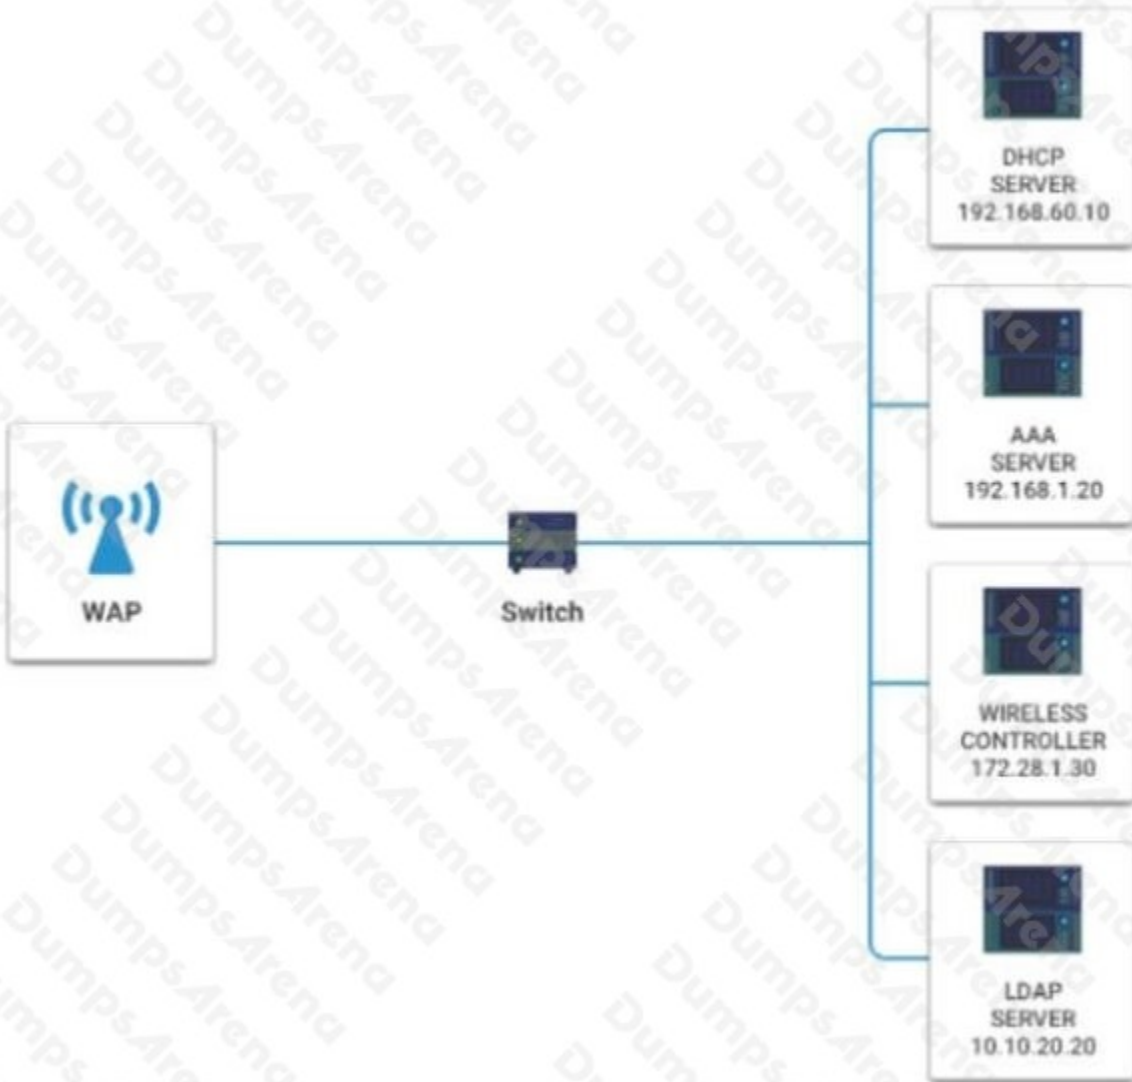 DHCP
SERVER
192.168.60.10
AAA
SERVER
192.168.1.20
WAP
Switch
WIRELESS
CONTROLLER
172.28.1.30
LDAP
SERVER
10.10.20.20
DumpsArena